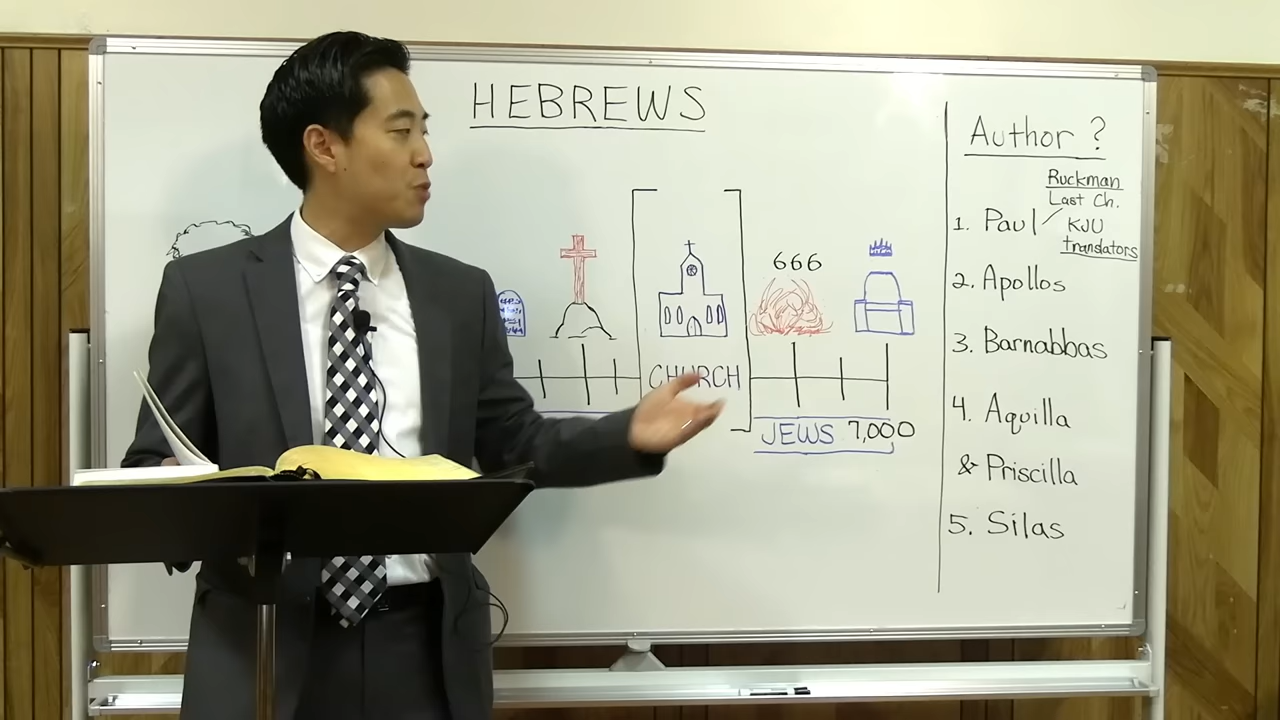 HEBREWS
Author ?
Ruckman
Last Ch.
1. Paul / KJV
translators
2. Apollos
3. Barnabbas
4. Aquilla
& Priscilla
5. Silas
666
CHURCH
JEWS 7,000